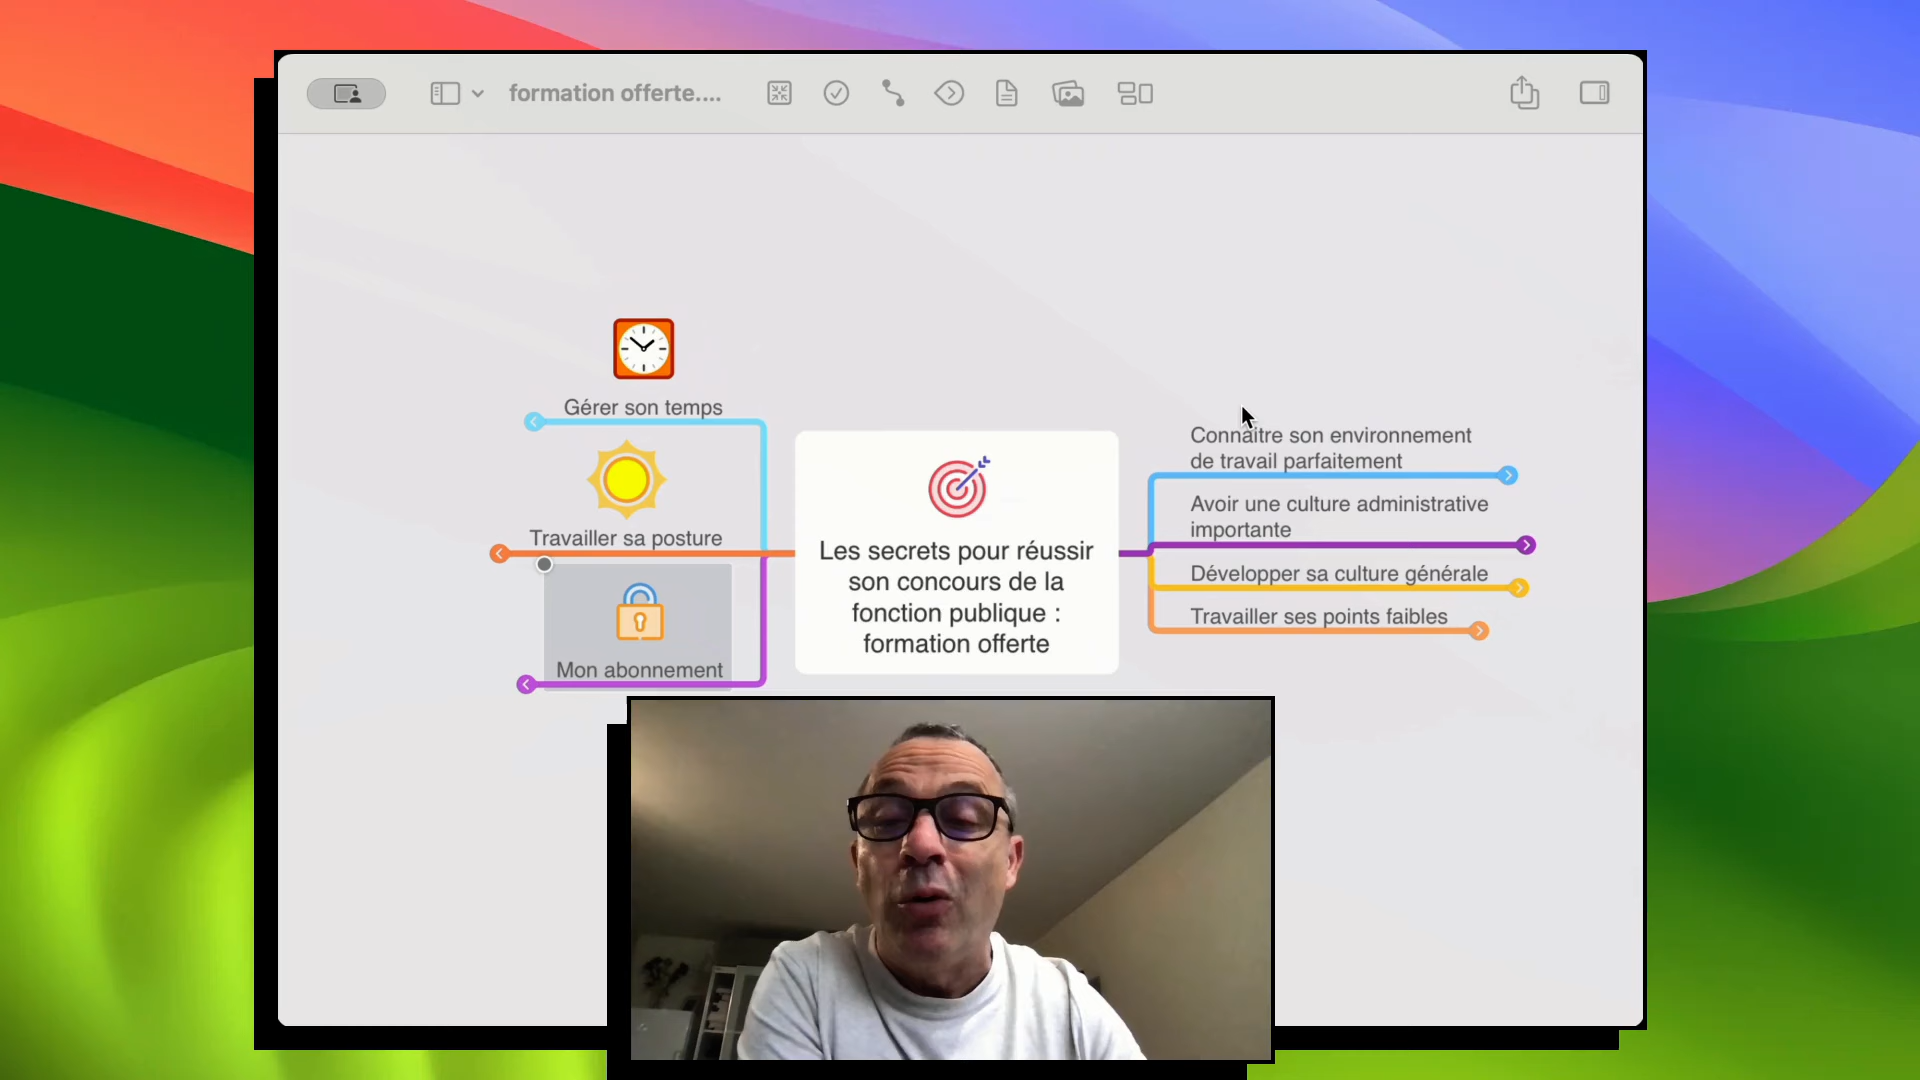 formation offerte....
Gérer son temps
Travailler sa posture
Mon abonnement
Les secrets pour réussir
son concours de la
fonction publique :
formation offerte
Connaitre son environnement
de travail parfaitement
Avoir une culture administrative
importante
Développer sa culture générale
Travailler ses points faibles